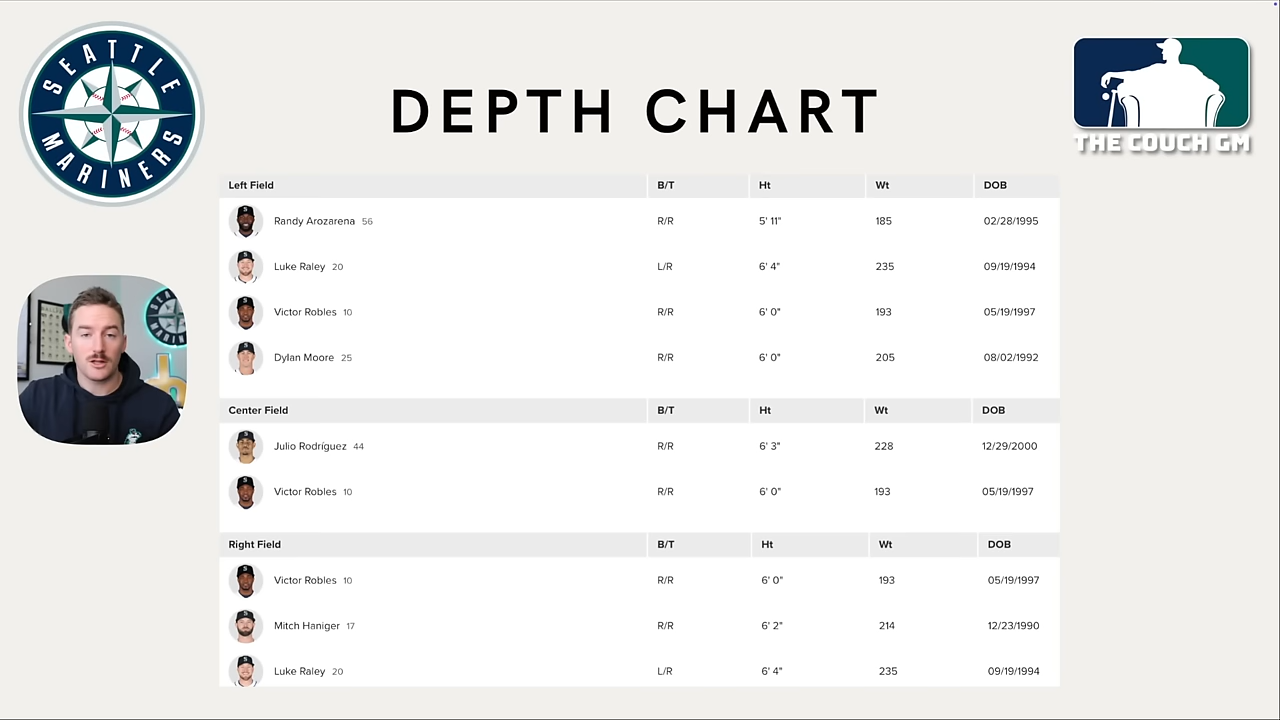 SEATTLE
MARINERS
DEPTH CHART
THE COUCH GM
Left Field B/T Ht Wt DOB
Randy Arozarena 56 R/R 5' 11" 185 02/28/1995
Luke Raley 20 L/R 6' 4" 235 09/19/1994
Victor Robles 10 R/R 6' 0" 193 05/19/1997
Dylan Moore 25 R/R 6' 0" 205 08/02/1992
Center Field B/T Ht Wt DOB
Julio Rodríguez 44 R/R 6' 3" 228 12/29/2000
Victor Robles 10 R/R 6' 0" 193 05/19/1997
Right Field B/T Ht Wt DOB
Victor Robles 10 R/R 6' 0" 193 05/19/1997
Mitch Haniger 17 R/R 6' 2" 214 12/23/1990
Luke Raley 20 L/R 6' 4" 235 09/19/1994